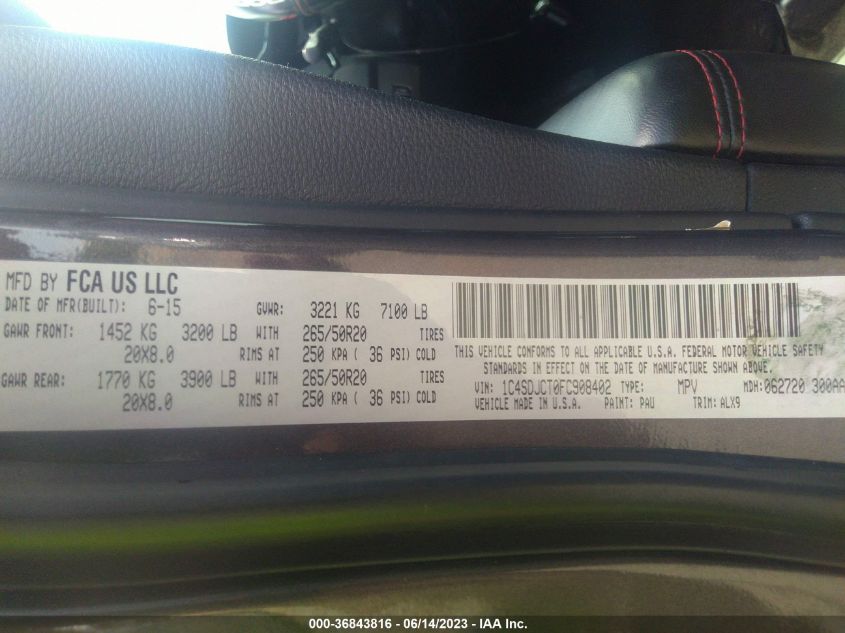 MFD BY FCA US LLC
DATE OF MFR(BUILT): 6-15 GVWR: 3221 KG 7100 LB
GAWR FRONT: 1452 KG 3200 LB WITH 265/50R20 TIRES
20X8.0 RIMS AT 250 KPA ( 36 PSI) COLD
GAWR REAR: 1770 KG 3900 LB WITH 265/50R20 TIRES
20X8.0 RIMS AT 250 KPA ( 36 PSI) COLD
THIS VEHICLE CONFORMS TO ALL APPLICABLE U.S.A. FEDERAL MOTOR VEHICLE SAFETY
STANDARDS IN EFFECT ON THE DATE OF MANUFACTURE SHOWN ABOVE.
VIN: 1C4SDJCT0FC908402 TYPE: MPV MDH: 062720 300AA
VEHICLE MADE IN U.S.A. PAINT: PAU TRIM: ALX9
000-36843816 - 06/14/2023 - IAA Inc.